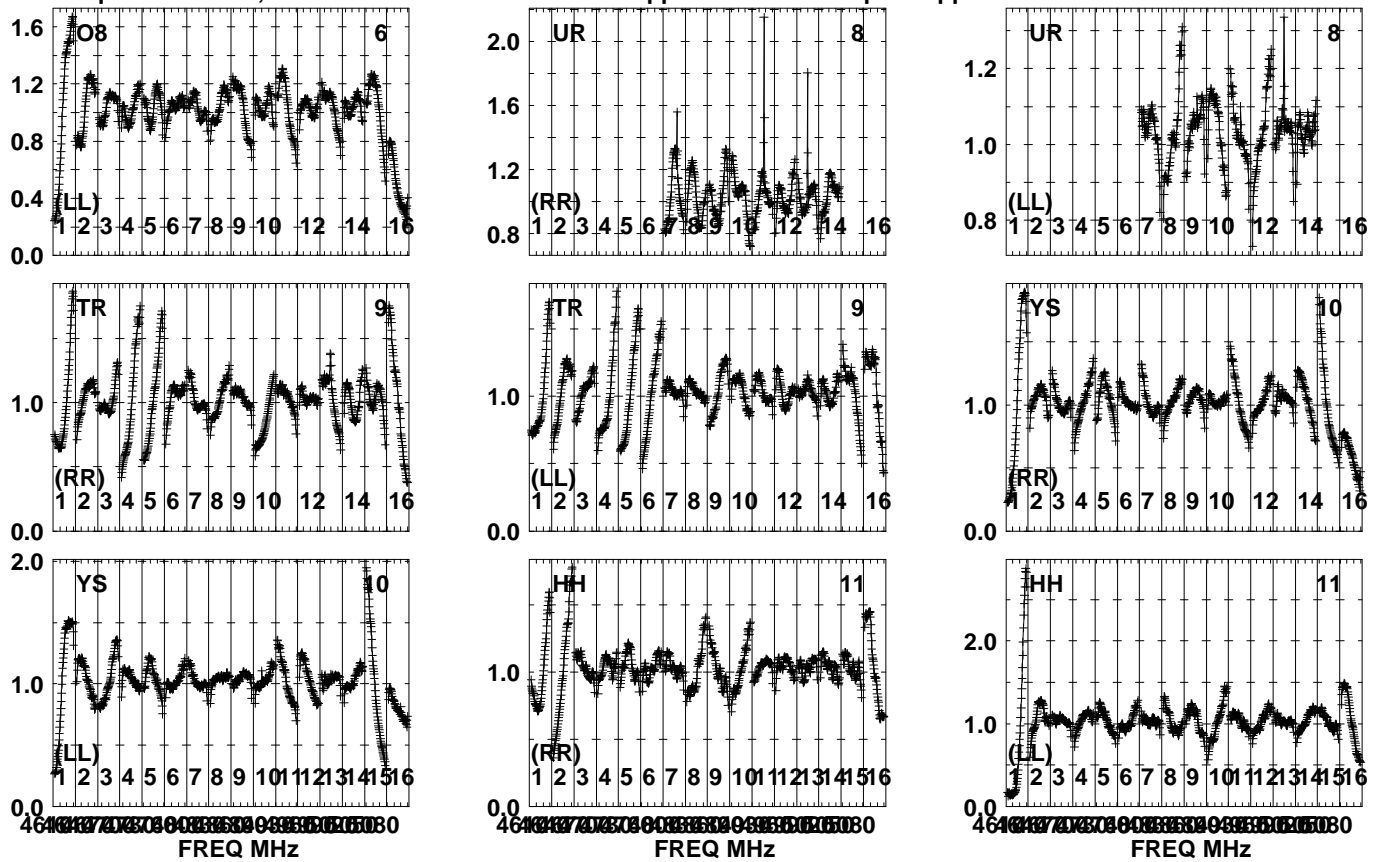 1.6 O8 6
1.2
0.8
0.4 (LL)
1 2 3 4 5 6 7 8 9 10 12 14 16
0.0
2.0 UR 8
1.6
1.2
(RR)
0.8 1 2 3 4 5 6 7 8 9 10 12 14 16
UR 8
1.2
1.0
(LL)
0.8 1 2 3 4 5 6 7 8 9 10 12 14 16
TR 9
1.0
(RR)
1 2 3 4 5 6 7 8 9 10 12 14 16
0.0
TR 9
1.0
(LL)
1 2 3 4 5 6 7 8 9 10 12 14 16
0.0
YS 10
1.0
(RR)
1 2 3 4 5 6 7 8 9 10 12 14 16
0.0
2.0 YS 10
1.0
(LL)
1 2 3 4 5 6 7 8 9 10 11 12 13 15 16
0.0
FREQ MHz
HH 11
1.0
(RR)
1 2 3 4 5 6 7 8 9 10 11 12 13 14 15 16
0.0
FREQ MHz
HH 11
2.0
1.0
(LL)
1 2 3 4 5 6 7 8 9 10 11 12 13 14 15 16
0.0
FREQ MHz